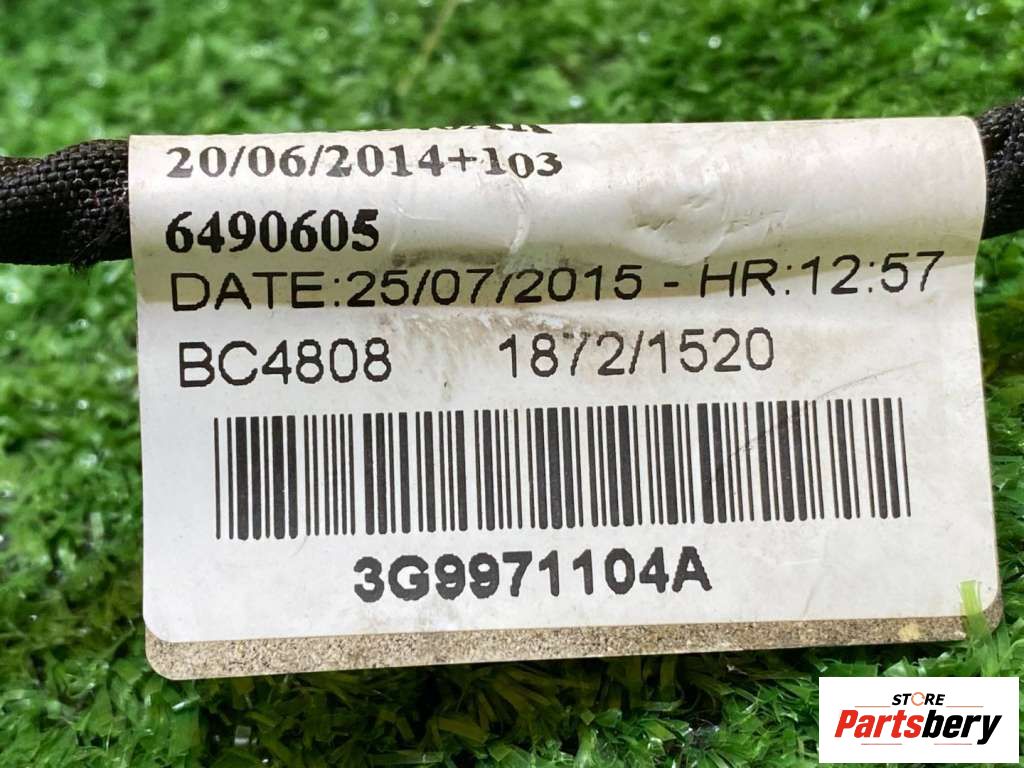 20/06/2014+103
6490605
DATE:25/07/2015 - HR:12:57
BC4808 1872/1520
3G9971104A
STORE
Partsbery